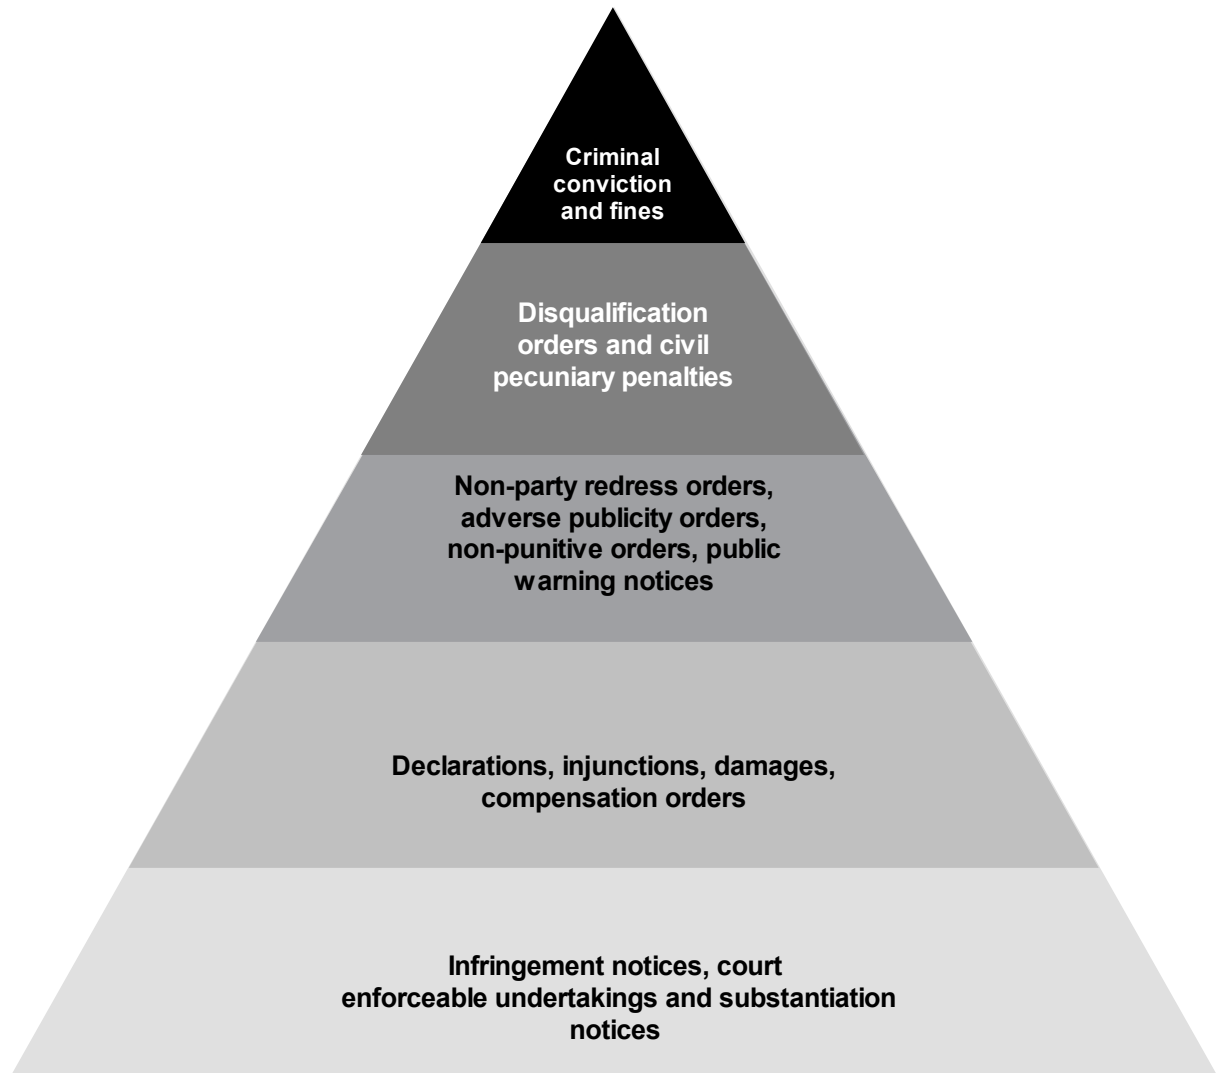 Criminal
conviction
and fines
Disqualification
orders and civil
pecuniary penalties
Non-party redress orders,
adverse publicity orders,
non-punitive orders, public
warning notices
Declarations, injunctions, damages,
compensation orders
Infringement notices, court
enforceable undertakings and substantiation
notices